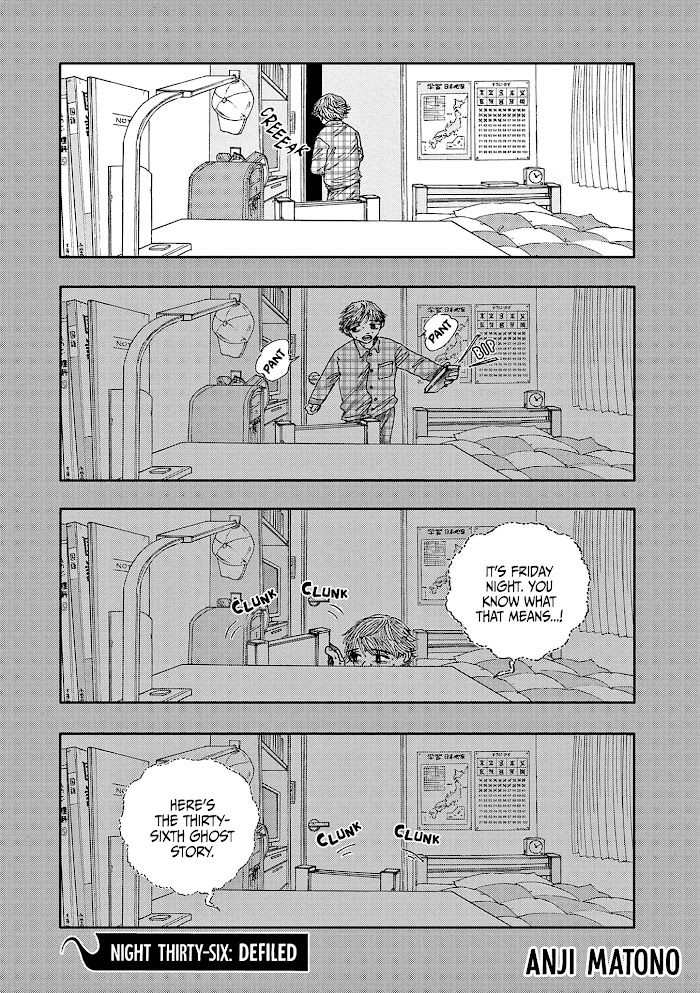 CREEEAK
PANT
PANT
BIP
IT'S FRIDAY
NIGHT. YOU
KNOW WHAT
THAT MEANS...!
CLUNK
CLUNK
HERE'S
THE THIRTY-
SIXTH GHOST
STORY.
CLUNK
CLUNK
NIGHT THIRTY-SIX: DEFILED
ANJI MATONO